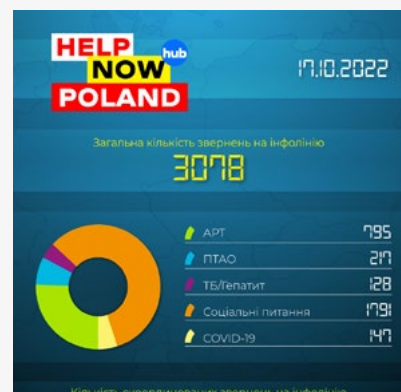 HELP
hub
NOW
POLAND
17.10.2022
Загальна кількість звернень на інфолінію
3078
АРТ 795
ПТАО 217
ТБ/Гепатит 128
Соціальні питання 1791
COVID-19 147